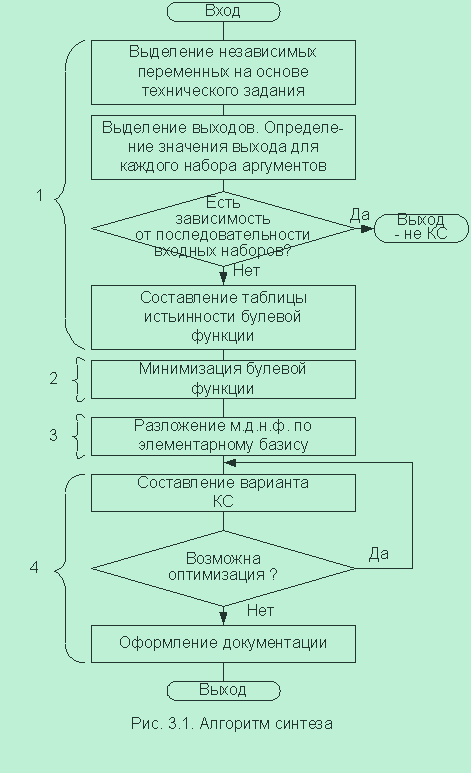 Вход
Выделение независимых
переменных на основе
технического задания
Выделение выходов. Определе-
ние значения выхода для
каждого набора аргументов
1
Есть
зависимость
от последовательности
входных наборов?
Да
Выход
- не КС
Нет
Составление таблицы
истьинности булевой
функции
2
Минимизация булевой
функции
3
Разложение м.д.н.ф. по
элементарному базису
Составление варианта
КС
4
Возможна
оптимизация ?
Да
Нет
Оформление документации
Выход
Рис. 3.1. Алгоритм синтеза